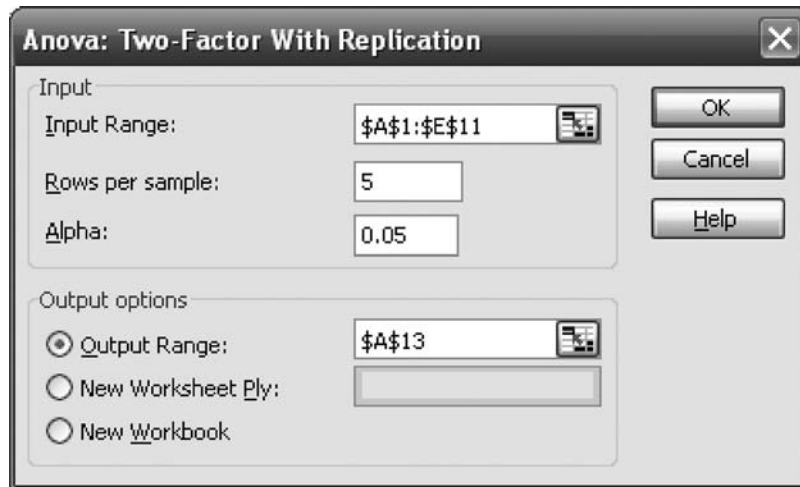 Anova: Two-Factor With Replication
Input
Input Range: $A$1:$E$11
Rows per sample: 5
Alpha: 0.05
OK
Cancel
Help
Output options
Output Range: $A$13
New Worksheet Ply:
New Workbook